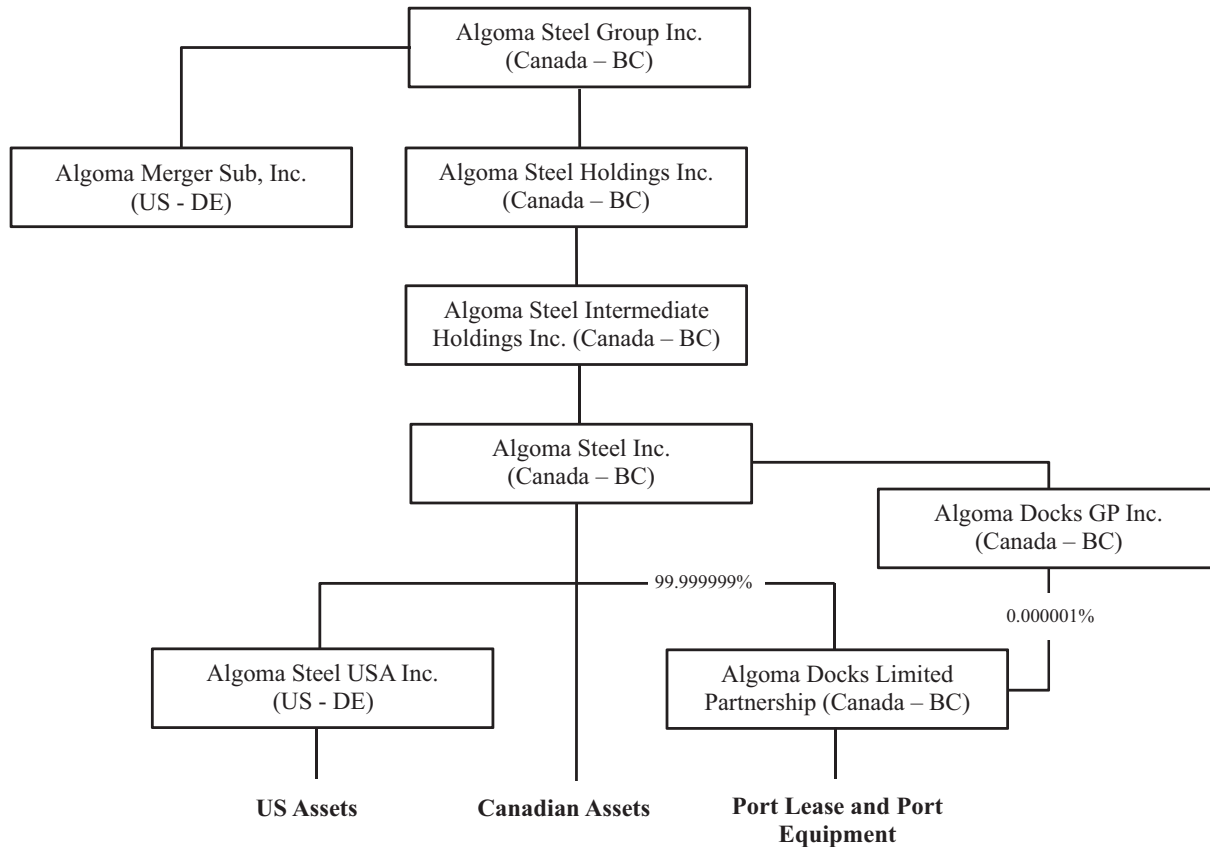 Algoma Steel Group Inc.
(Canada – BC)
Algoma Merger Sub, Inc.
(US - DE)
Algoma Steel Holdings Inc.
(Canada – BC)
Algoma Steel Intermediate
Holdings Inc. (Canada – BC)
Algoma Steel Inc.
(Canada – BC)
Algoma Docks GP Inc.
(Canada – BC)
99.999999%
0.000001%
Algoma Steel USA Inc.
(US - DE)
Algoma Docks Limited
Partnership (Canada – BC)
US Assets
Canadian Assets
Port Lease and Port
Equipment